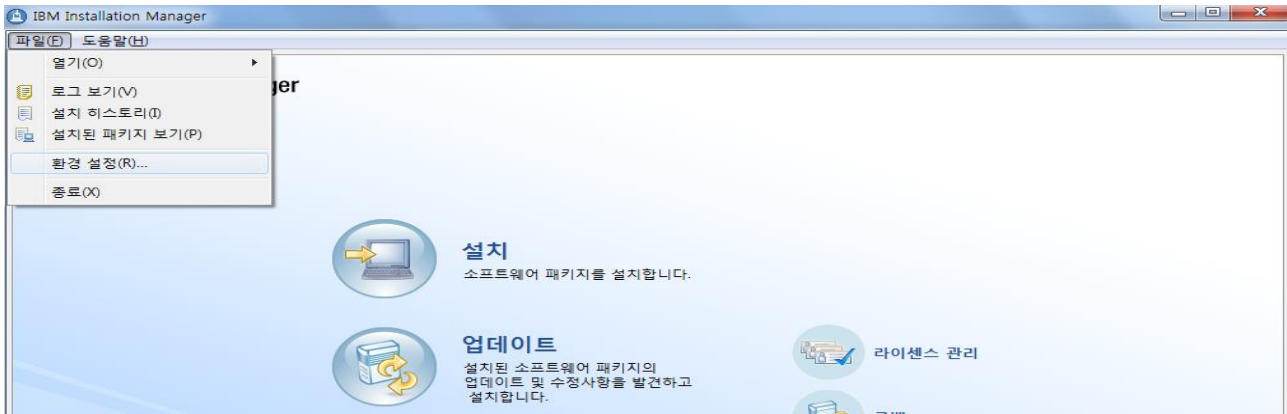 IBM Installation Manager
파일(F) 도움말(H)
열기(O)
로그 보기(V)
설치 히스토리(I)
설치된 패키지 보기(P)
환경 설정(R)...
종료(X)
ger
설치
소프트웨어 패키지를 설치합니다.
업데이트
설치된 소프트웨어 패키지의
업데이트 및 수정사항을 발견하고
설치합니다.
라이센스 관리